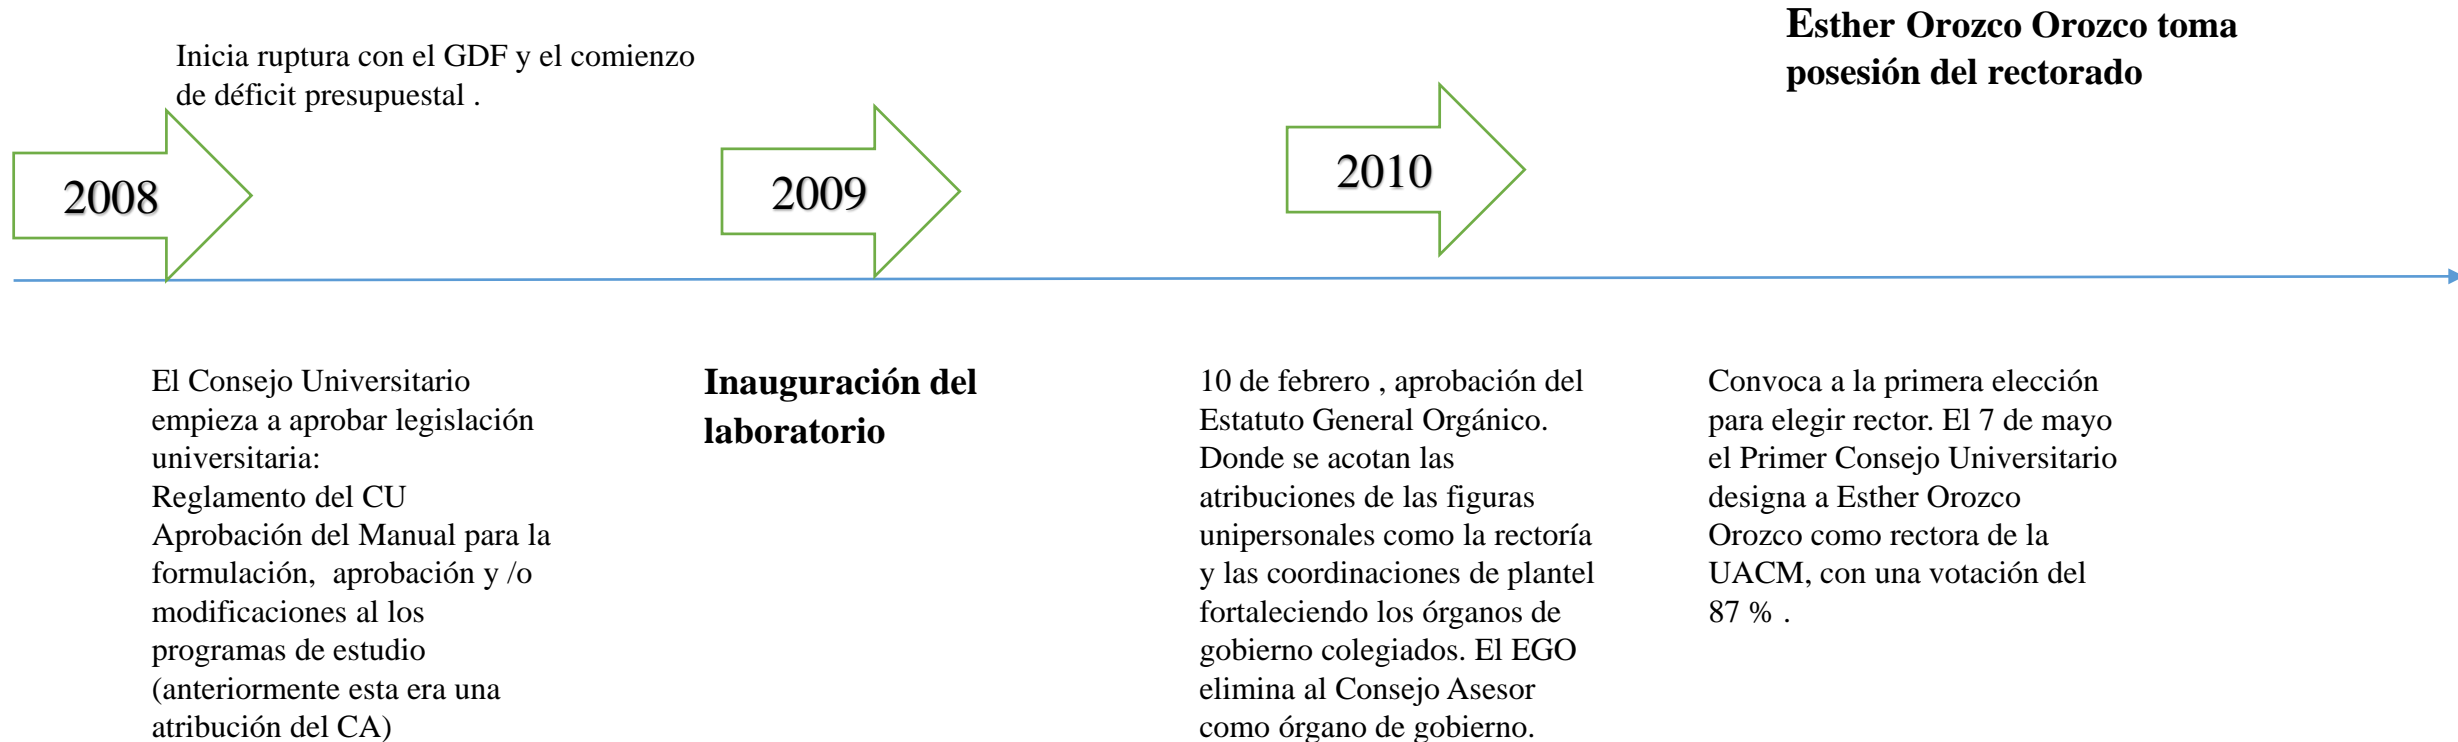 Inicia ruptura con el GDF y el comienzo
de déficit presupuestal .
Esther Orozco Orozco toma
posesión del rectorado
2008
2009
2010
El Consejo Universitario
empieza a aprobar legislación
universitaria:
Reglamento del CU
Aprobación del Manual para la
formulación,  aprobación y /o
modificaciones al los
programas de estudio
(anteriormente esta era una
atribución del CA)
Inauguración del
laboratorio
10 de febrero , aprobación del
Estatuto General Orgánico.
Donde se acotan las
atribuciones de las figuras
unipersonales como la rectoría
y las coordinaciones de plantel
fortaleciendo los órganos de
gobierno colegiados. El EGO
elimina al Consejo Asesor
como órgano de gobierno.
Convoca a la primera elección
para elegir rector. El 7 de mayo
el Primer Consejo Universitario
designa a Esther Orozco
Orozco como rectora de la
UACM, con una votación del
87 % .